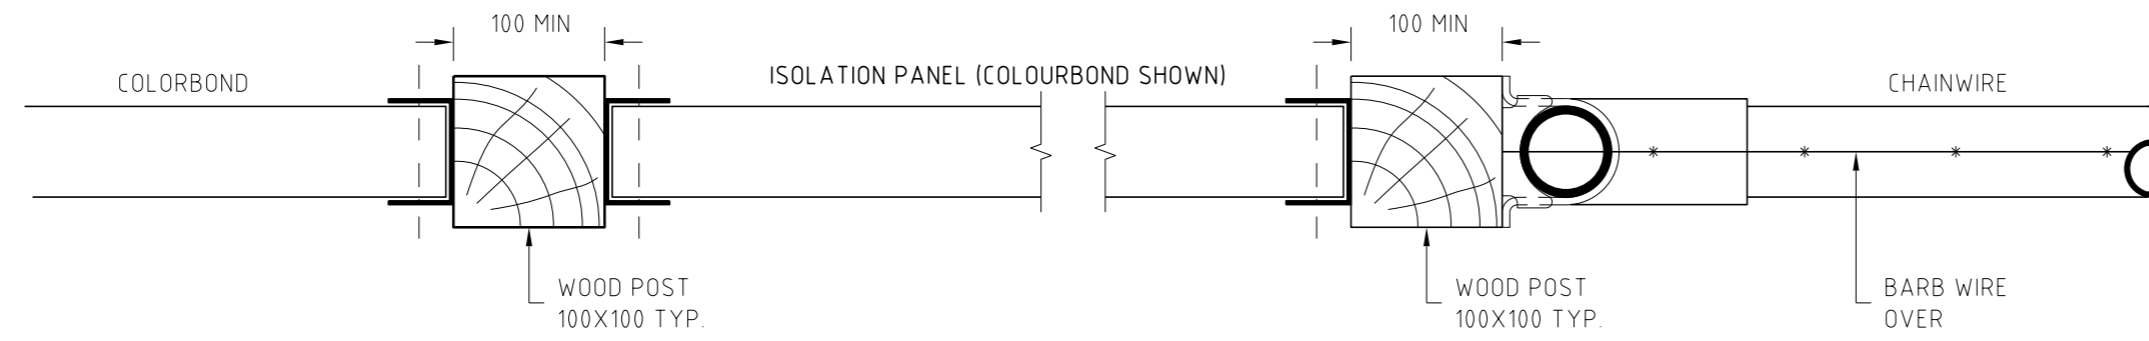 100 MIN
100 MIN
COLORBOND
ISOLATION PANEL (COLOURBOND SHOWN)
CHAINWIRE
WOOD POST
100X100 TYP.
WOOD POST
100X100 TYP.
BARB WIRE
OVER